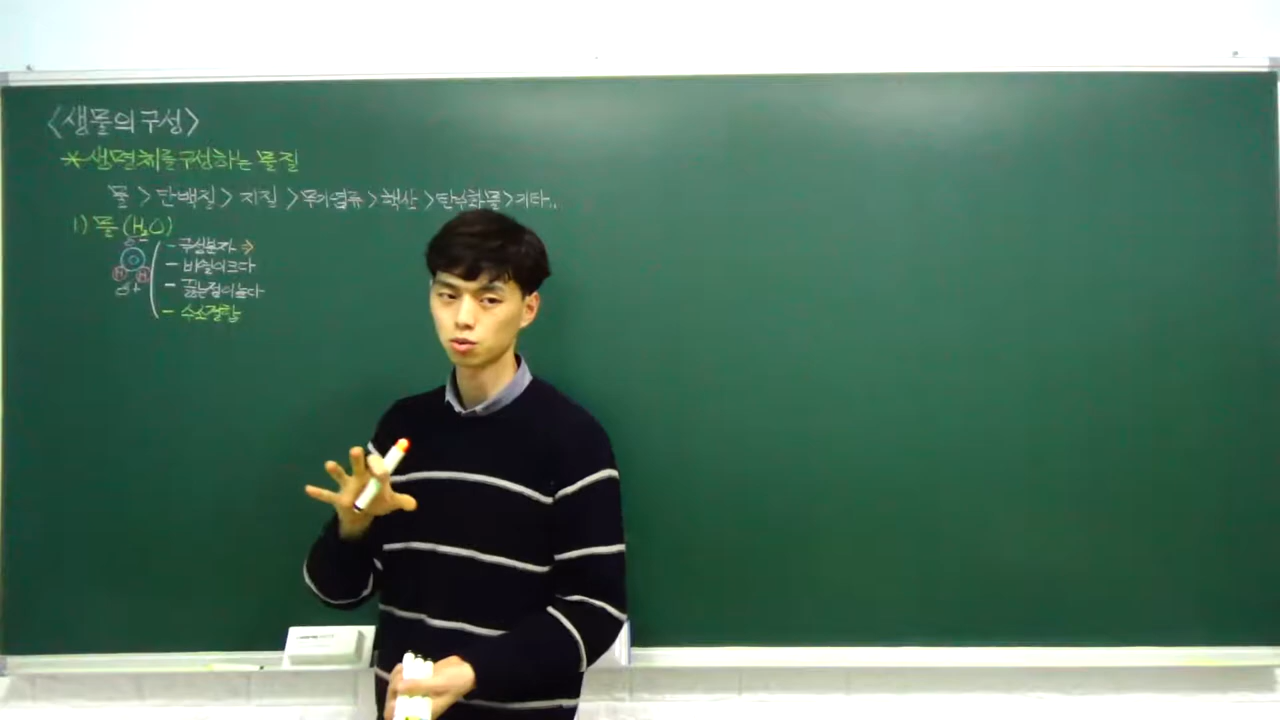 <생물의 구성>
* 생명체를 구성하는 물질
물 > 단백질 > 지질 > 무기염류 > 핵산 > 탄수화물 > 기타..
1) 물 (H₂O)
δ-
O
H H
δ+
- 극성분자 →
- 비열이 크다
- 끓는점이 높다
- 수소결합